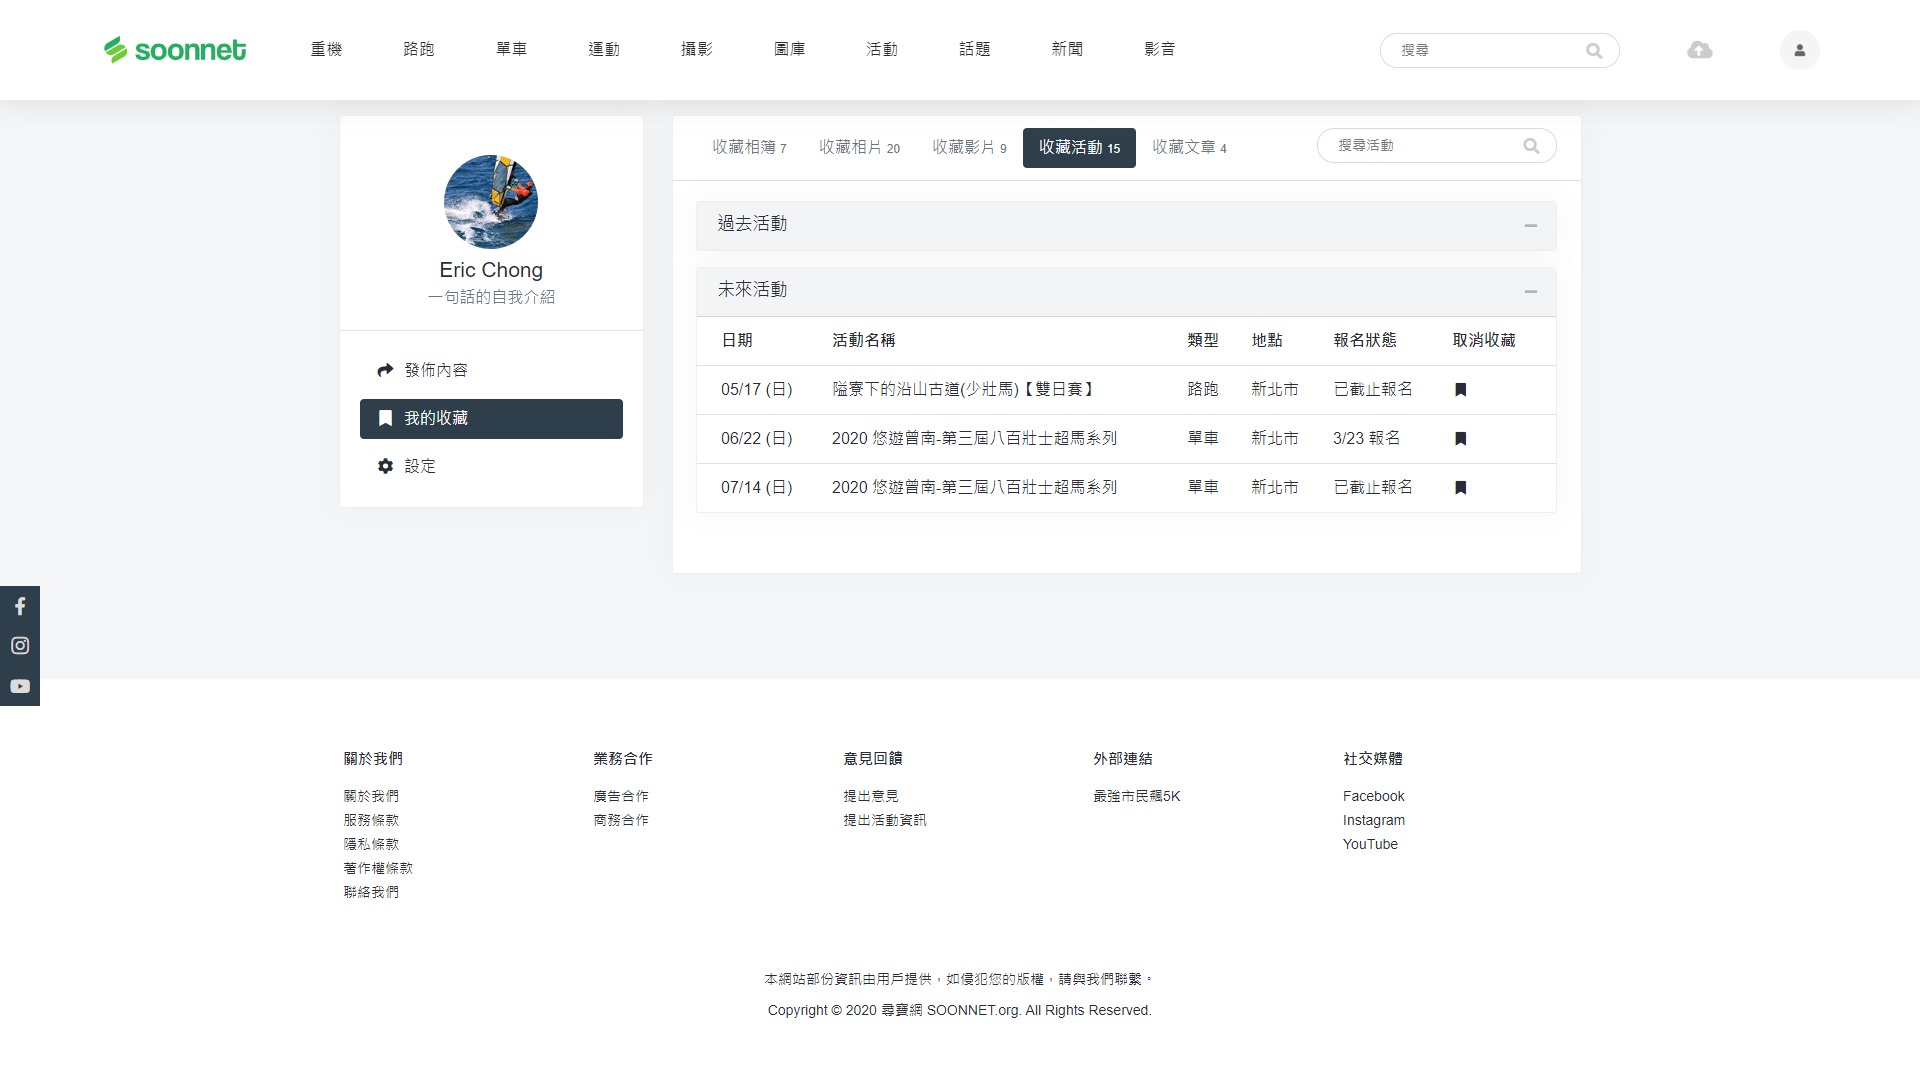 soonnet
重機 路跑 單車 運動 攝影 圖庫 活動 話題 新聞 影音
搜尋
收藏相簿 7 收藏相片 20 收藏影片 9 收藏活動 15 收藏文章 4
搜尋活動
Eric Chong
一句話的自我介紹
發佈內容
我的收藏
設定
過去活動
未來活動
日期 活動名稱 類型 地點 報名狀態 取消收藏
05/17 (日) 隘寮下的沿山古道(少壯馬)【雙日賽】 路跑 新北市 已截止報名
06/22 (日) 2020 悠遊曾南-第三屆八百壯士超馬系列 單車 新北市 3/23 報名
07/14 (日) 2020 悠遊曾南-第三屆八百壯士超馬系列 單車 新北市 已截止報名
關於我們
關於我們
服務條款
隱私條款
著作權條款
聯絡我們
業務合作
廣告合作
商務合作
意見回饋
提出意見
提出活動資訊
外部連結
最強市民飆5K
社交媒體
Facebook
Instagram
YouTube
本網站部份資訊由用戶提供，如侵犯您的版權，請與我們聯繫。
Copyright © 2020 尋寶網 SOONNET.org. All Rights Reserved.